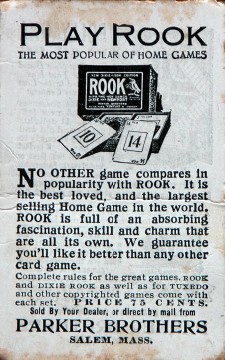 PLAY ROOK
THE MOST POPULAR OF HOME GAMES
ROOK
10
14
NO OTHER game compares in
popularity with ROOK. It is
the best loved, and the largest
selling Home Game in the world.
ROOK is full of an absorbing
fascination, skill and charm that
are all its own. We guarantee
you'll like it better than any other
card game.
Complete rules for the great games, ROOK
and DIXIE ROOK as well as for TUXEDO
and other copyrighted games come with
each set. PRICE 75 CENTS.
Sold By Your Dealer, or direct by mail from
PARKER BROTHERS
SALEM, MASS.